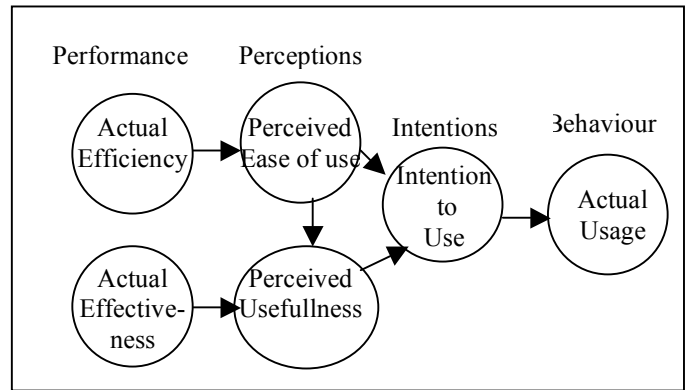 Performance
Perceptions
Actual
Efficiency
Perceived
Ease of use
Intentions
Behaviour
Intention
to
Use
Actual
Usage
Actual
Effective-
ness
Perceived
Usefullness